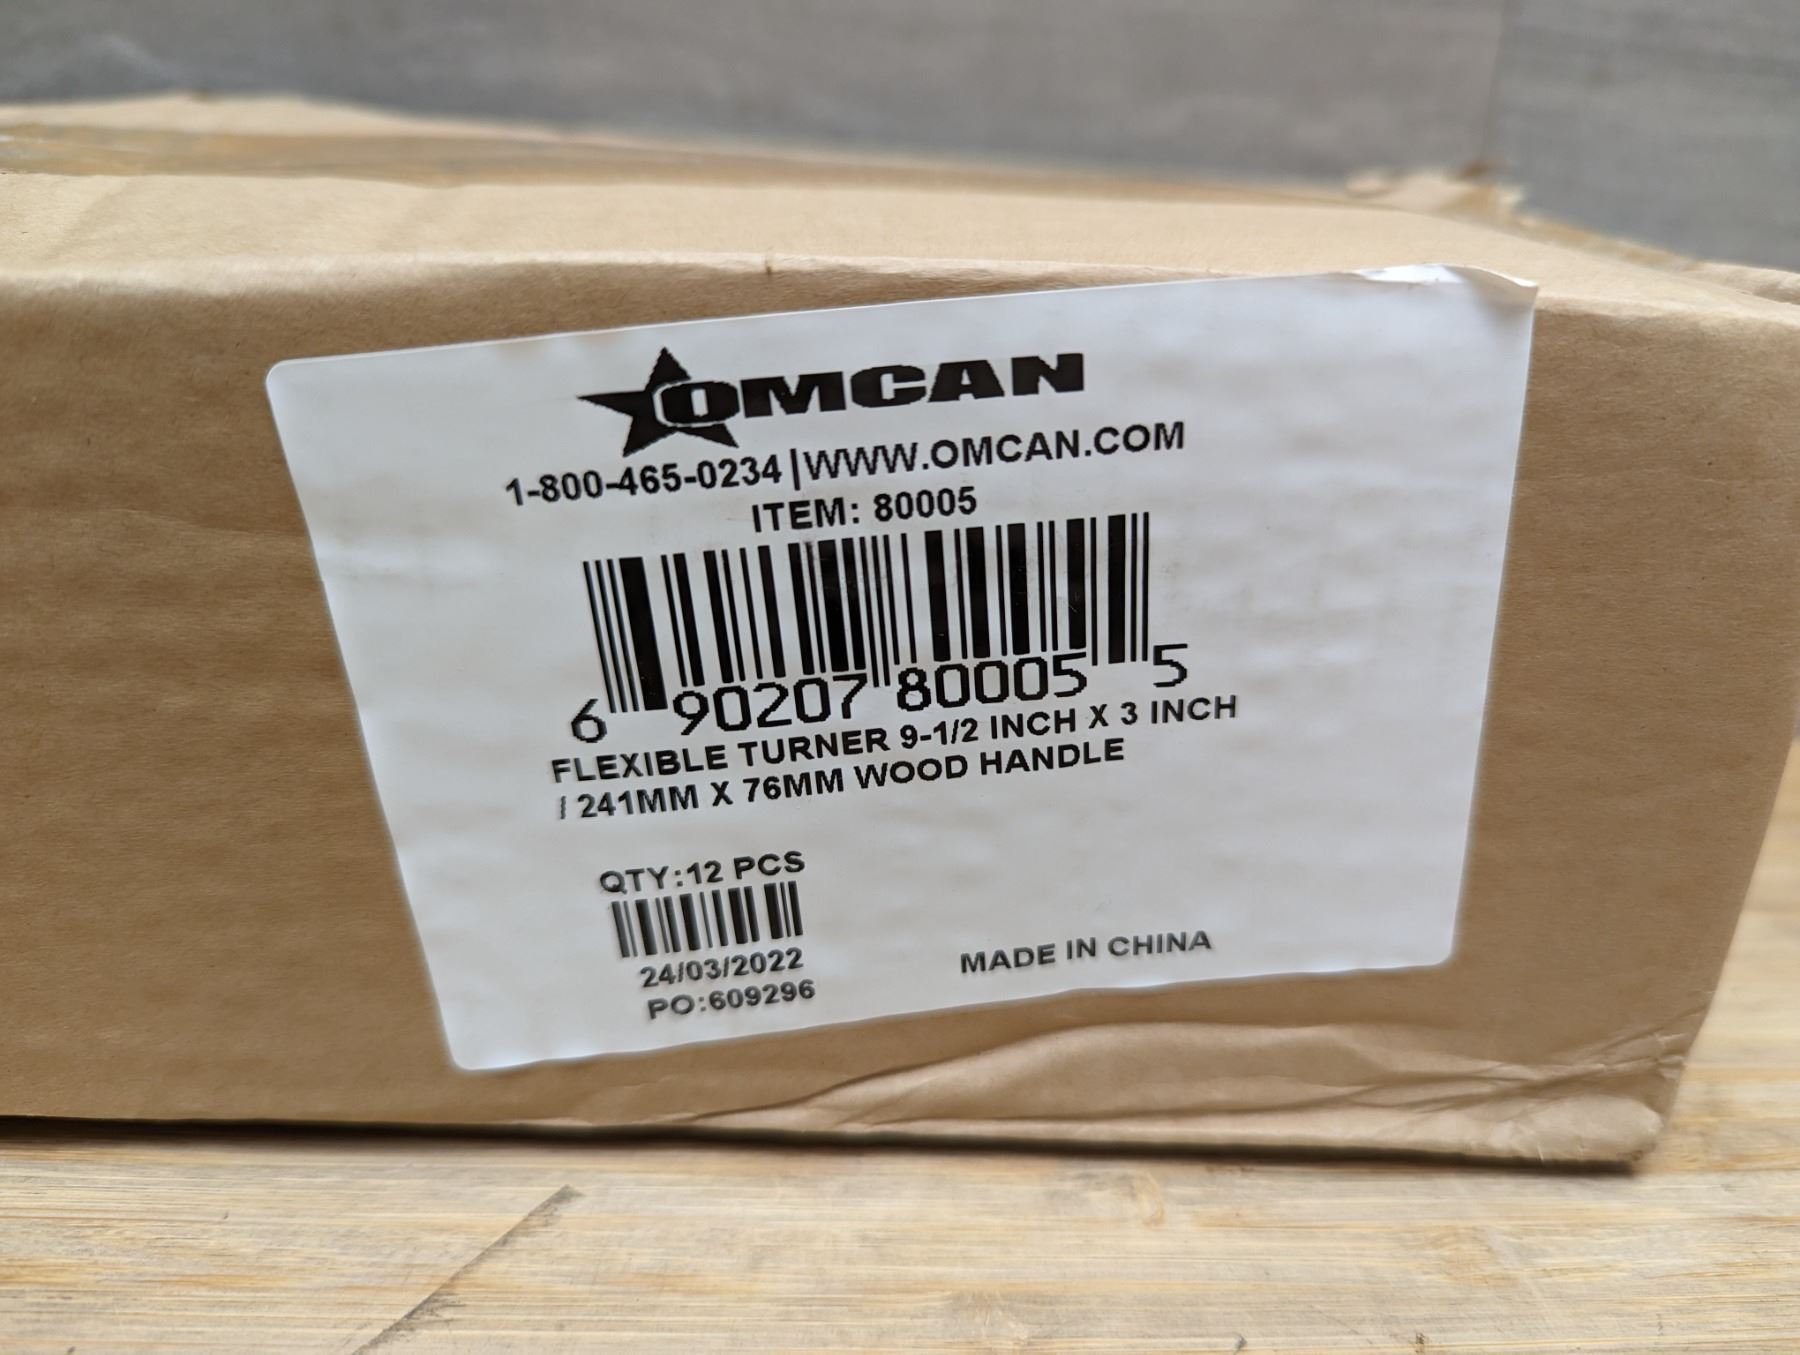 OMCAN
1-800-465-0234|WWW.OMCAN.COM
ITEM: 80005
6 90207 80005 5
FLEXIBLE TURNER 9-1/2 INCH X 3 INCH
/ 241MM X 76MM WOOD HANDLE
QTY:12 PCS
24/03/2022
PO:609296
MADE IN CHINA